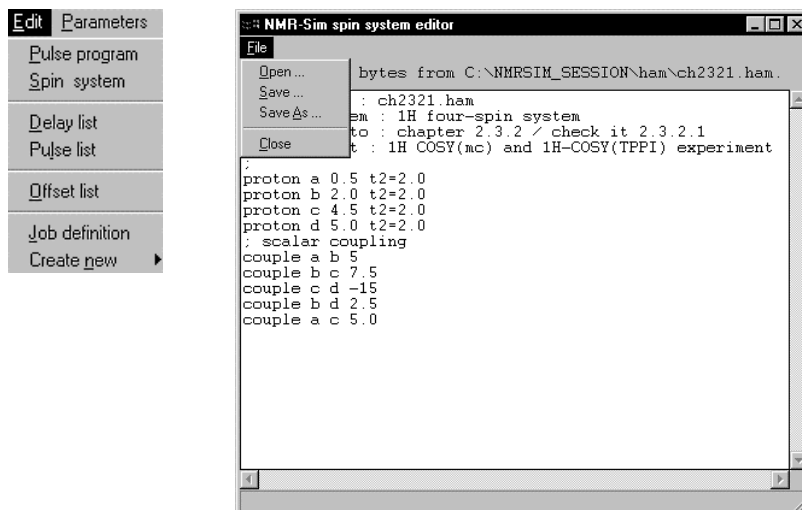 Edit Parameters
Pulse program
Spin system
Delay list
Pulse list
Offset list
Job definition
Create new
NMR-Sim spin system editor
File
Open ...
Save ...
Save As ...
Close
bytes from C:\NMRSIM_SESSION\ham\ch2321.ham.
: ch2321.ham
em : 1H four-spin system
to : chapter 2.3.2 / check it 2.3.2.1
t : 1H COSY(mc) and 1H-COSY(TPPI) experiment
;
proton a 0.5 t2=2.0
proton b 2.0 t2=2.0
proton c 4.5 t2=2.0
proton d 5.0 t2=2.0
; scalar coupling
couple a b 5
couple b c 7.5
couple c d -15
couple b d 2.5
couple a c 5.0